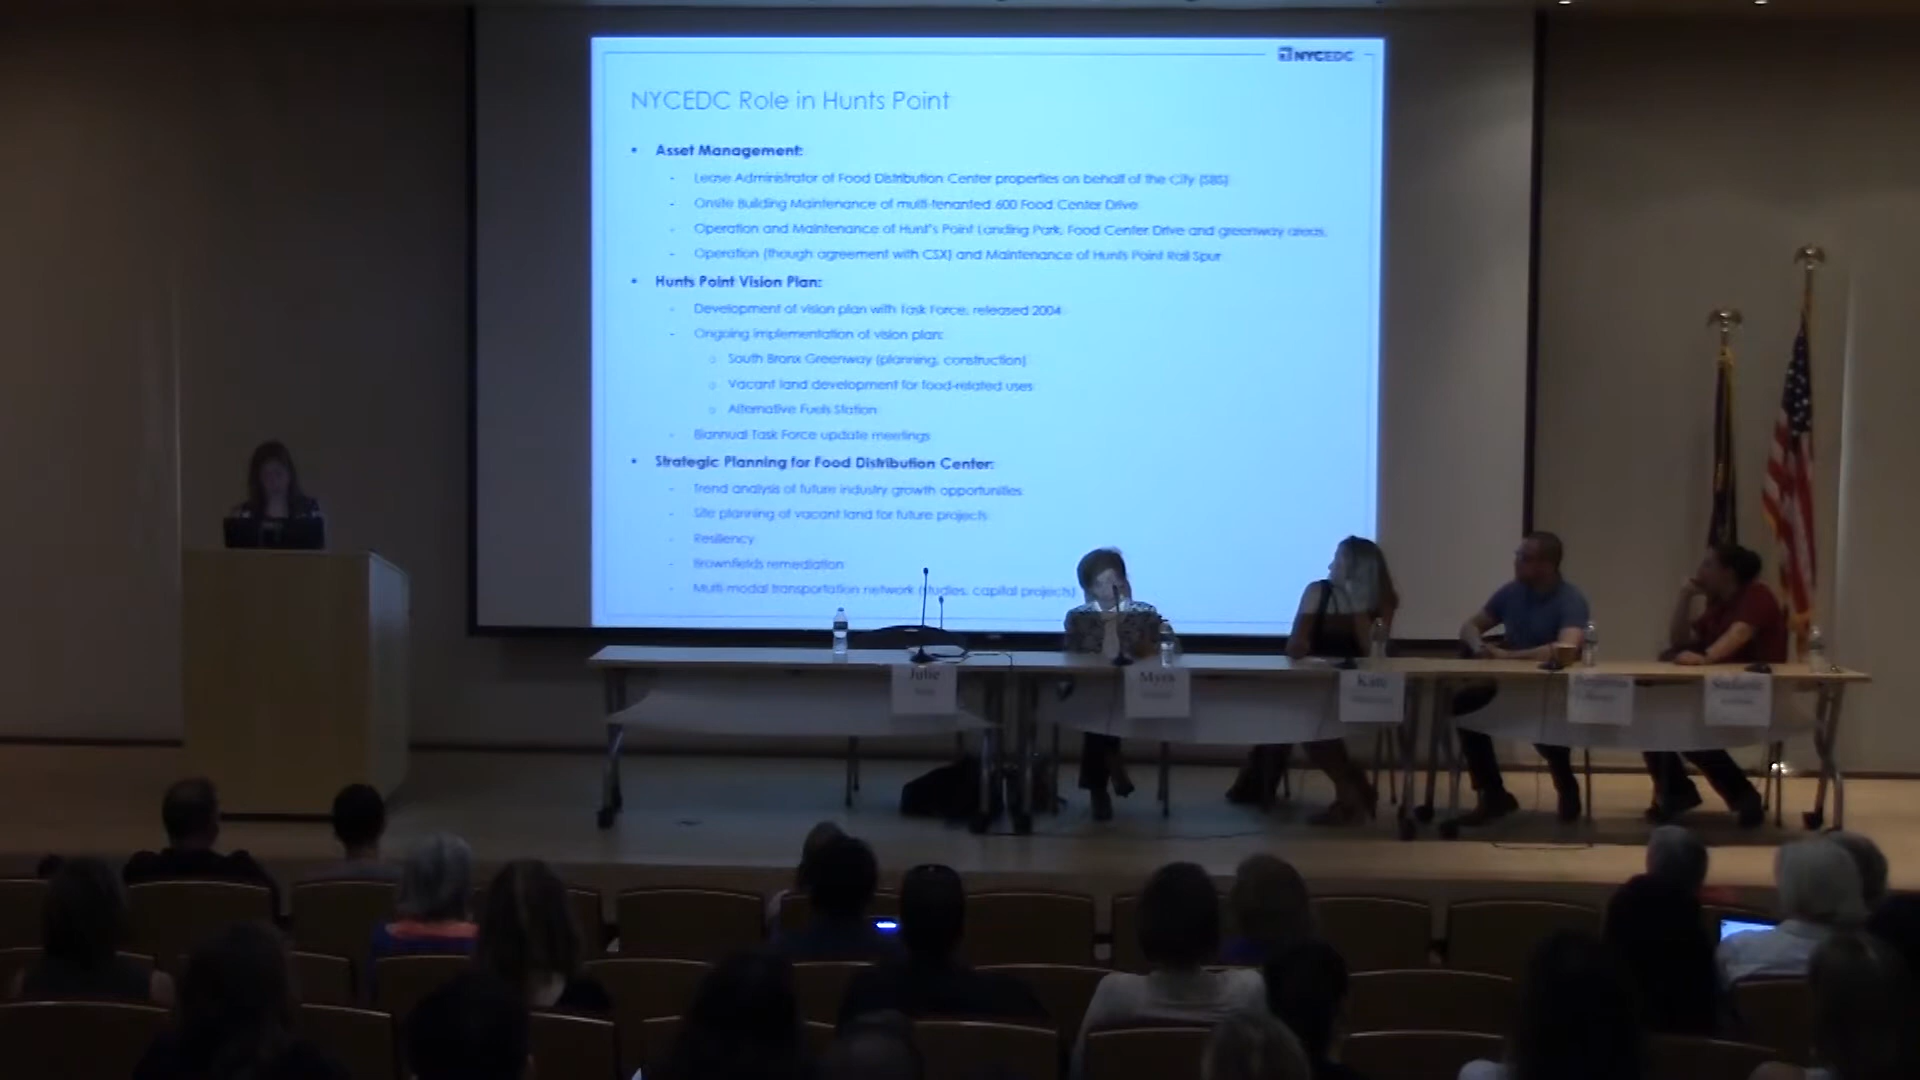 NYCEDC
NYCEDC Role in Hunts Point
• Asset Management:
- Lease Administrator of Food Distribution Center properties on behalf of the City (SBS)
- Onsite Building Maintenance of multi-tenanted 600 Food Center Drive
- Operation and Maintenance of Hunt's Point Landing Park, Food Center Drive and greenway areas.
- Operation (though agreement with CSX) and Maintenance of Hunts Point Rail Spur
• Hunts Point Vision Plan:
- Development of vision plan with Task Force, released 2004
- Ongoing implementation of vision plan:
o South Bronx Greenway (planning, construction)
o Vacant land development for food-related uses
o Alternative Fuels Station
- Biannual Task Force update meetings
• Strategic Planning for Food Distribution Center:
- Trend analysis of future industry growth opportunities
- Site planning of vacant land for future projects
- Resiliency
- Brownfields remediation
- Multi-modal transportation network (studies, capital projects)
Julie
Myra
Kate